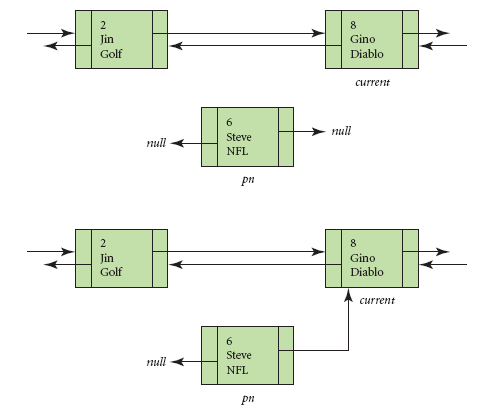 2
Jin
Golf
8
Gino
Diablo
current
6
Steve
NFL
null
null
pn
2
Jin
Golf
8
Gino
Diablo
current
6
Steve
NFL
null
pn